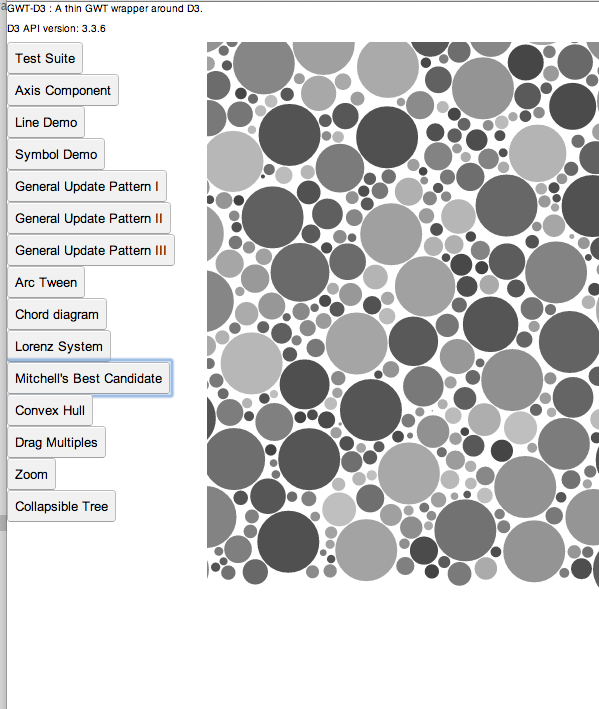 GWT-D3 : A thin GWT wrapper around D3.
D3 API version: 3.3.6
Test Suite
Axis Component
Line Demo
Symbol Demo
General Update Pattern I
General Update Pattern II
General Update Pattern III
Arc Tween
Chord diagram
Lorenz System
Mitchell's Best Candidate
Convex Hull
Drag Multiples
Zoom
Collapsible Tree